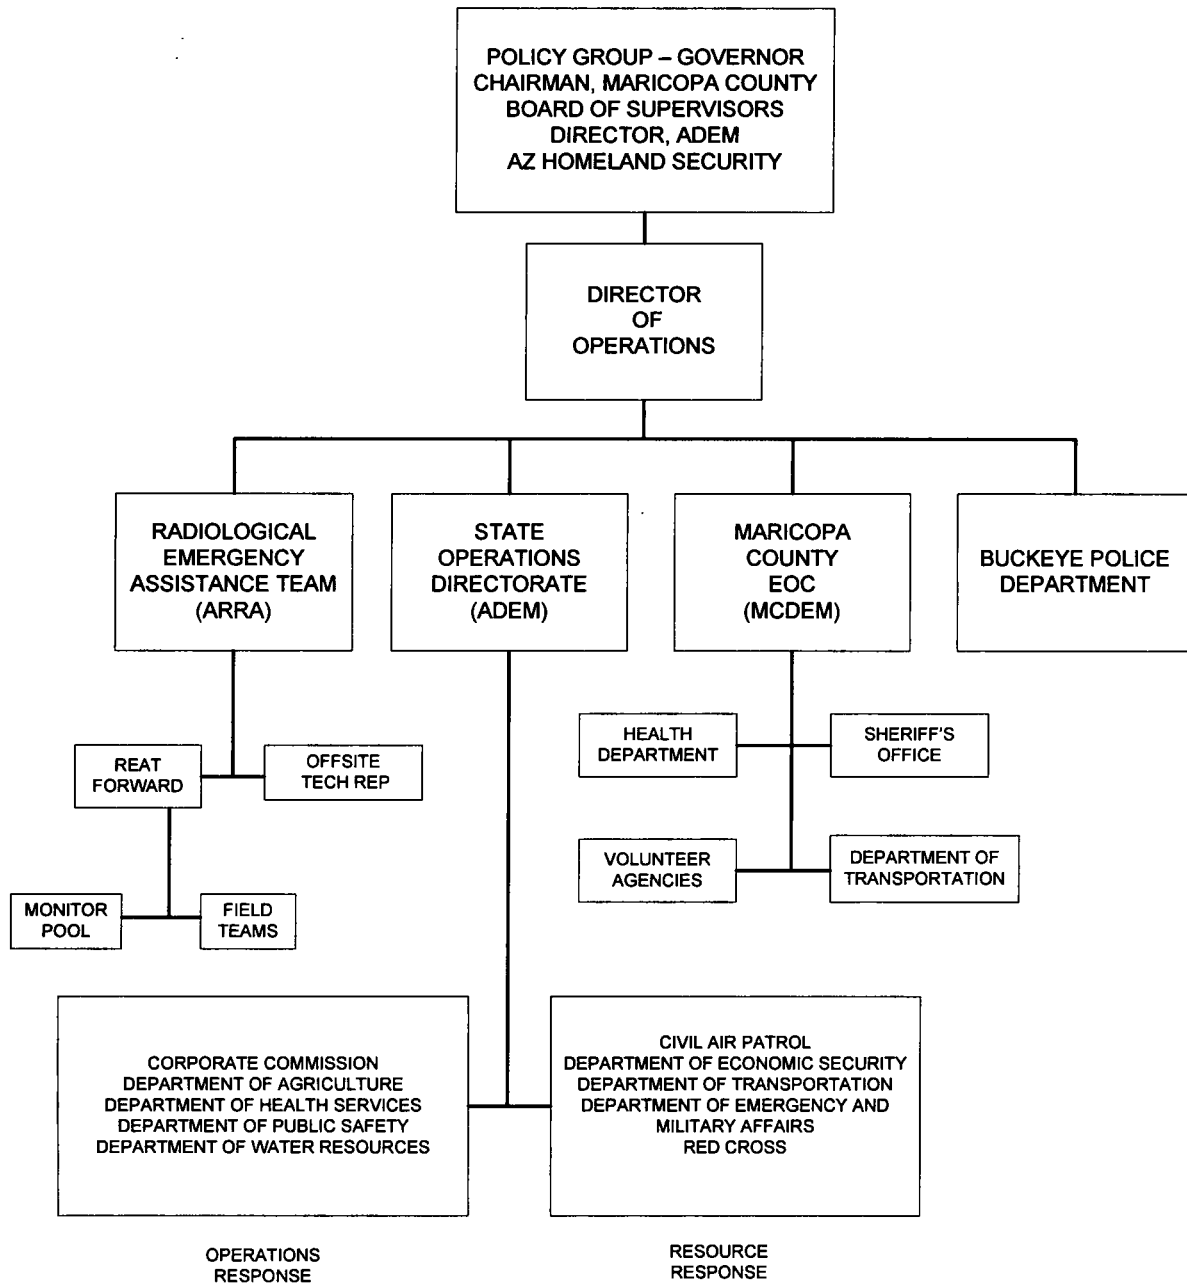 POLICY GROUP – GOVERNOR
CHAIRMAN, MARICOPA COUNTY
BOARD OF SUPERVISORS
DIRECTOR, ADEM
AZ HOMELAND SECURITY
DIRECTOR
OF
OPERATIONS
RADIOLOGICAL
EMERGENCY
ASSISTANCE TEAM
(ARRA)
STATE
OPERATIONS
DIRECTORATE
(ADEM)
MARICOPA
COUNTY
EOC
(MCDEM)
BUCKEYE POLICE
DEPARTMENT
REAT
FORWARD
OFFSITE
TECH REP
HEALTH
DEPARTMENT
SHERIFF'S
OFFICE
VOLUNTEER
AGENCIES
DEPARTMENT OF
TRANSPORTATION
MONITOR
POOL
FIELD
TEAMS
CORPORATE COMMISSION
DEPARTMENT OF AGRICULTURE
DEPARTMENT OF HEALTH SERVICES
DEPARTMENT OF PUBLIC SAFETY
DEPARTMENT OF WATER RESOURCES
CIVIL AIR PATROL
DEPARTMENT OF ECONOMIC SECURITY
DEPARTMENT OF TRANSPORTATION
DEPARTMENT OF EMERGENCY AND
MILITARY AFFAIRS
RED CROSS
OPERATIONS
RESPONSE
RESOURCE
RESPONSE